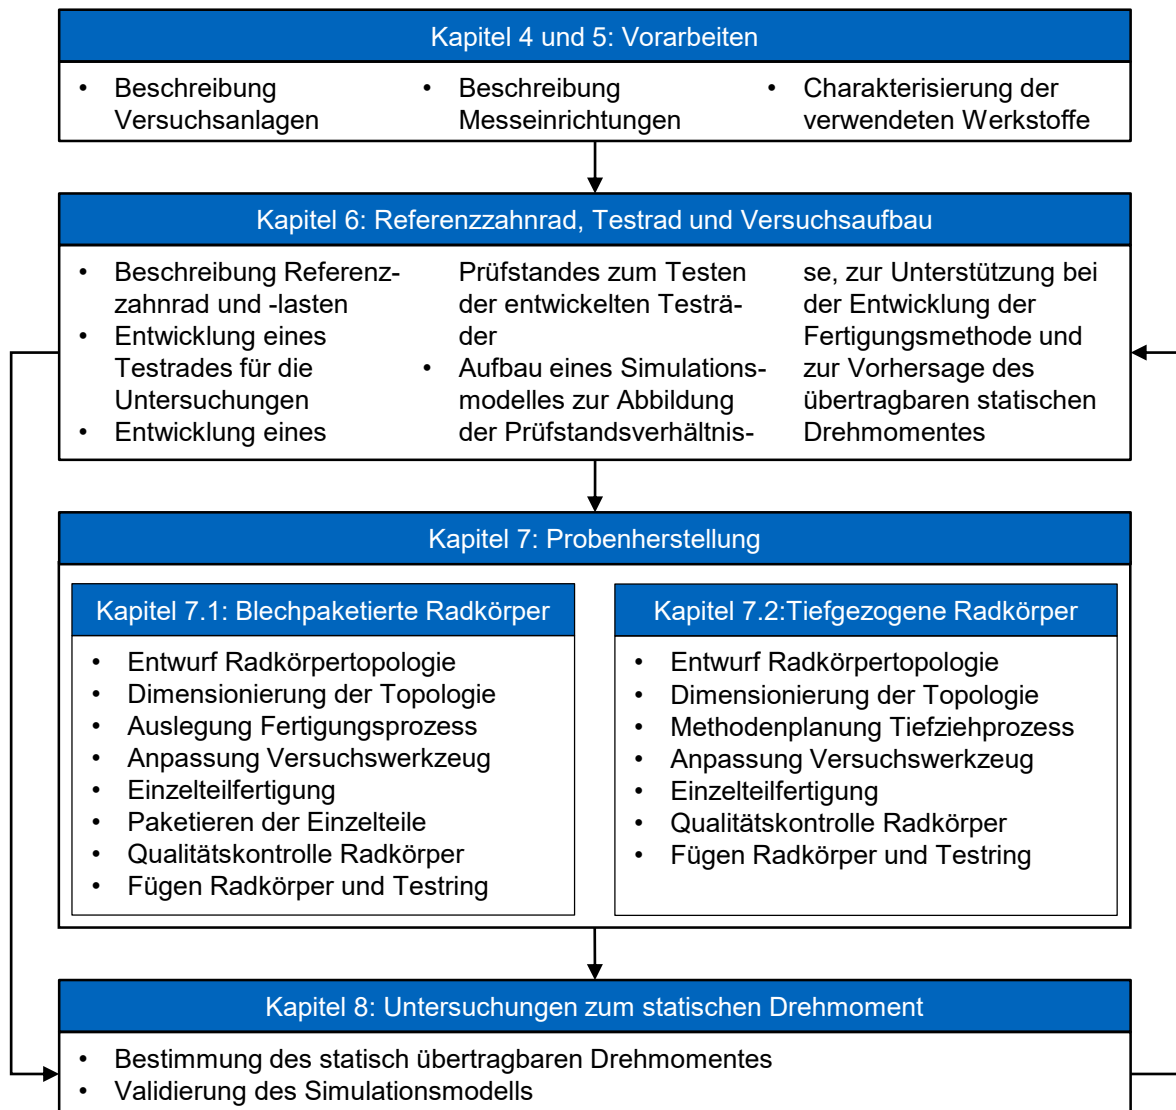 Kapitel 4 und 5: Vorarbeiten
• Beschreibung
Versuchsanlagen
• Beschreibung
Messeinrichtungen
• Charakterisierung der
verwendeten Werkstoffe
Kapitel 6: Referenzzahnrad, Testrad und Versuchsaufbau
• Beschreibung Referenz-
zahnrad und -lasten
• Entwicklung eines
Testrades für die
Untersuchungen
• Entwicklung eines
Prüfstandes zum Testen
der entwickelten Testrä-
der
• Aufbau eines Simulations-
modelles zur Abbildung
der Prüfstandsverhältnis-
se, zur Unterstützung bei
der Entwicklung der
Fertigungsmethode und
zur Vorhersage des
übertragbaren statischen
Drehmomentes
Kapitel 7: Probenherstellung
Kapitel 7.1: Blechpaketierte Radkörper
• Entwurf Radkörpertopologie
• Dimensionierung der Topologie
• Auslegung Fertigungsprozess
• Anpassung Versuchswerkzeug
• Einzelteilfertigung
• Paketieren der Einzelteile
• Qualitätskontrolle Radkörper
• Fügen Radkörper und Testring
Kapitel 7.2:Tiefgezogene Radkörper
• Entwurf Radkörpertopologie
• Dimensionierung der Topologie
• Methodenplanung Tiefziehprozess
• Anpassung Versuchswerkzeug
• Einzelteilfertigung
• Qualitätskontrolle Radkörper
• Fügen Radkörper und Testring
Kapitel 8: Untersuchungen zum statischen Drehmoment
• Bestimmung des statisch übertragbaren Drehmomentes
• Validierung des Simulationsmodells